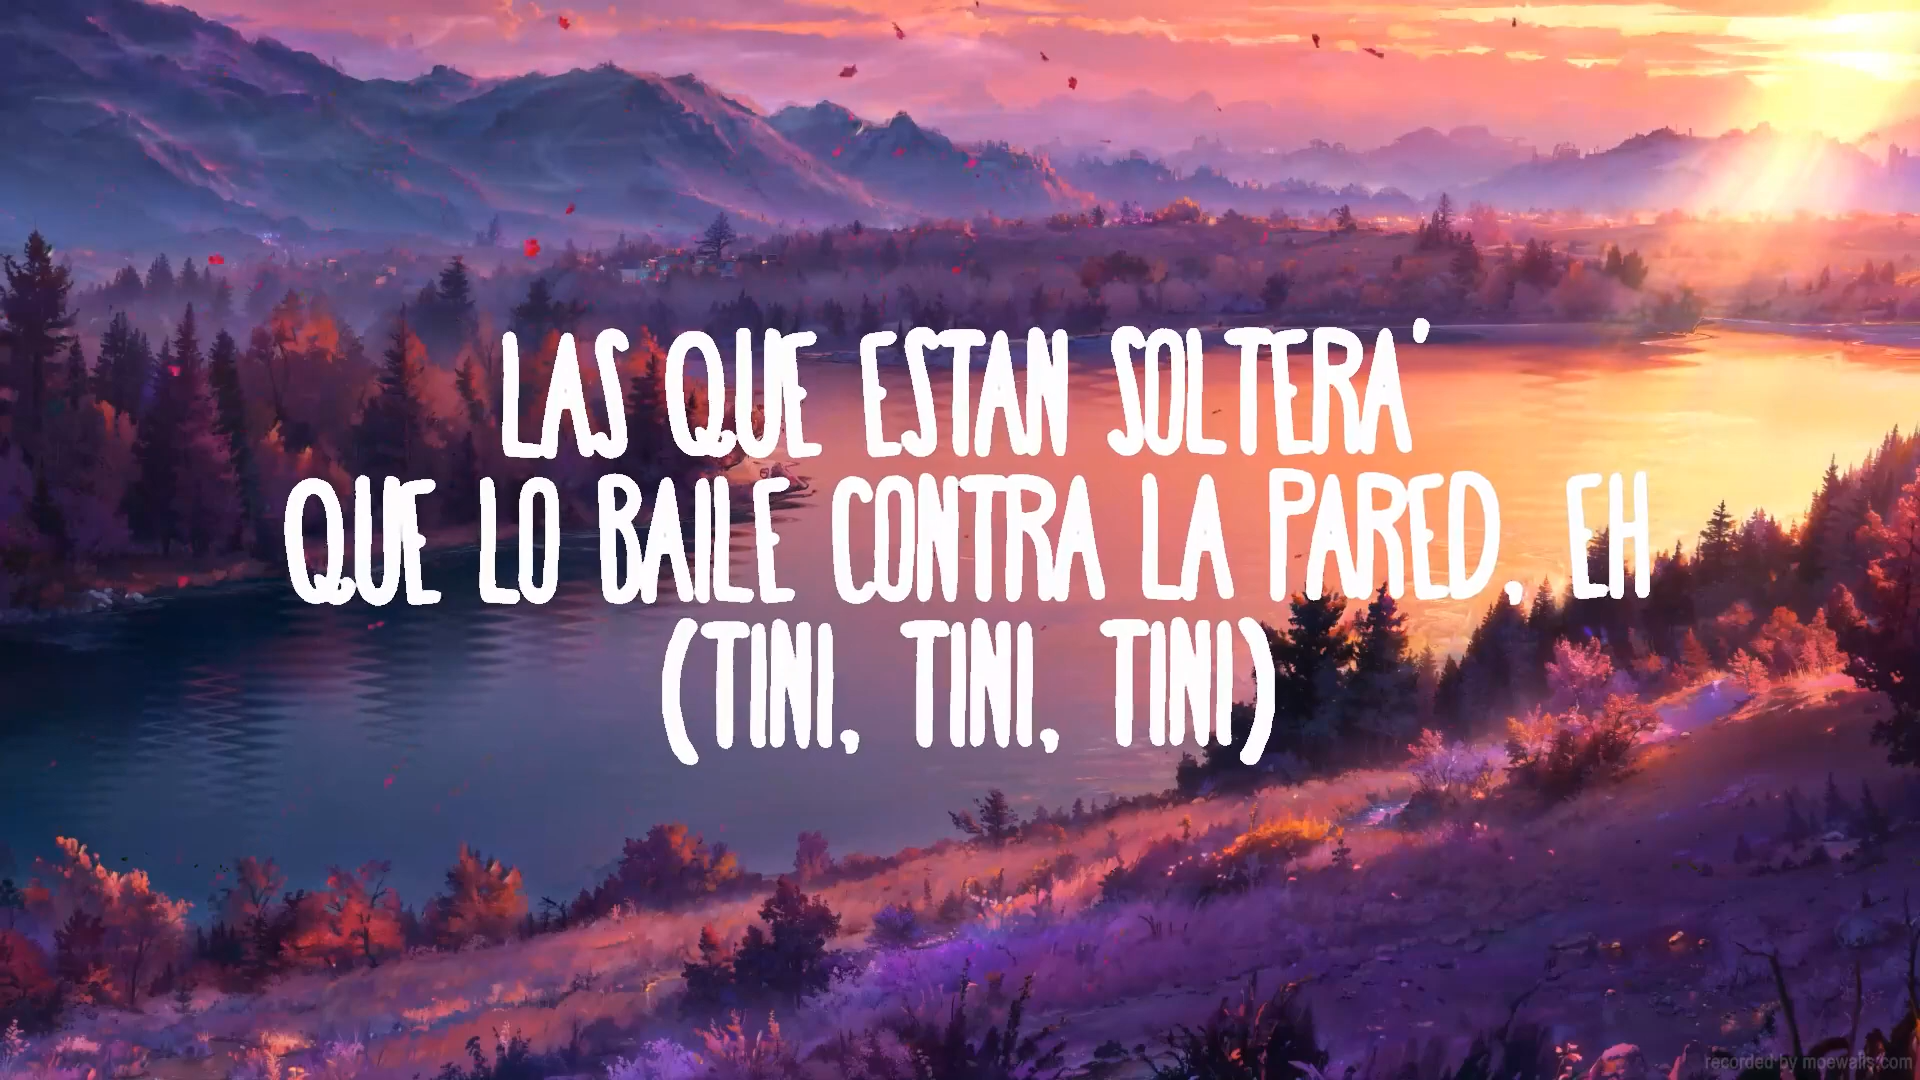 LAS QUE ESTAN SOLTERA'
QUE LO BAILE CONTRA LA PARED, EH
(TINI, TINI, TINI)
recorded by moewalls.com